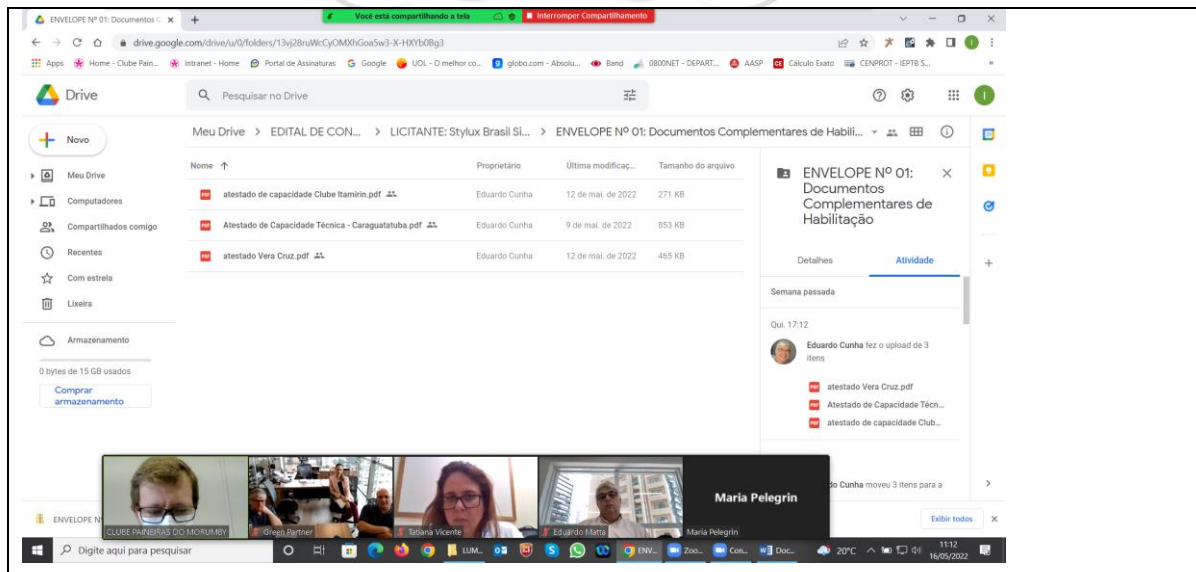 ENVELOPE Nº 01: Documentos C
Você está compartilhando a tela
Interromper Compartilhamento
drive.google.com/drive/u/0/folders/13vj28ruWcCyOMXhGoa5w3-X-HXYb0Bg3
Apps Home - Clube Pain... Intranet - Home Portal de Assinaturas Google UOL - O melhor co... globo.com - Absolu... Band 0800NET - DEPART... AASP Cálculo Exato CENPROT - IEPTB S...
Drive
Pesquisar no Drive
Novo
Meu Drive > EDITAL DE CON... > LICITANTE: Stylux Brasil Si... > ENVELOPE Nº 01: Documentos Complementares de Habili...
Nome Proprietário Última modificaç... Tamanho do arquivo
atestado de capacidade Clube Itamirin.pdf Eduardo Cunha 12 de mai. de 2022 271 KB
Atestado de Capacidade Técnica - Caraguatatuba.pdf Eduardo Cunha 9 de mai. de 2022 853 KB
atestado Vera Cruz.pdf Eduardo Cunha 12 de mai. de 2022 465 KB
Meu Drive
Computadores
Compartilhados comigo
Recentes
Com estrela
Lixeira
Armazenamento
0 bytes de 15 GB usados
Comprar
armazenamento
ENVELOPE Nº 01:
Documentos
Complementares de
Habilitação
Detalhes Atividade
Semana passada
Qui. 17:12
Eduardo Cunha fez o upload de 3
itens
atestado Vera Cruz.pdf
Atestado de Capacidade Técn...
atestado de capacidade Club...
do Cunha moveu 3 itens para a
CLUBE PAINEIRAS DO MORUMBY
Green Partner
Tatiana Vicente
Eduardo Matta
Maria Pelegrin
Maria Pelegrin
ENVELOPE N
Exibir todos
Digite aqui para pesquisar
LUM... ENV... Zoo... Con... Doc...
20°C
11:12
16/05/2022